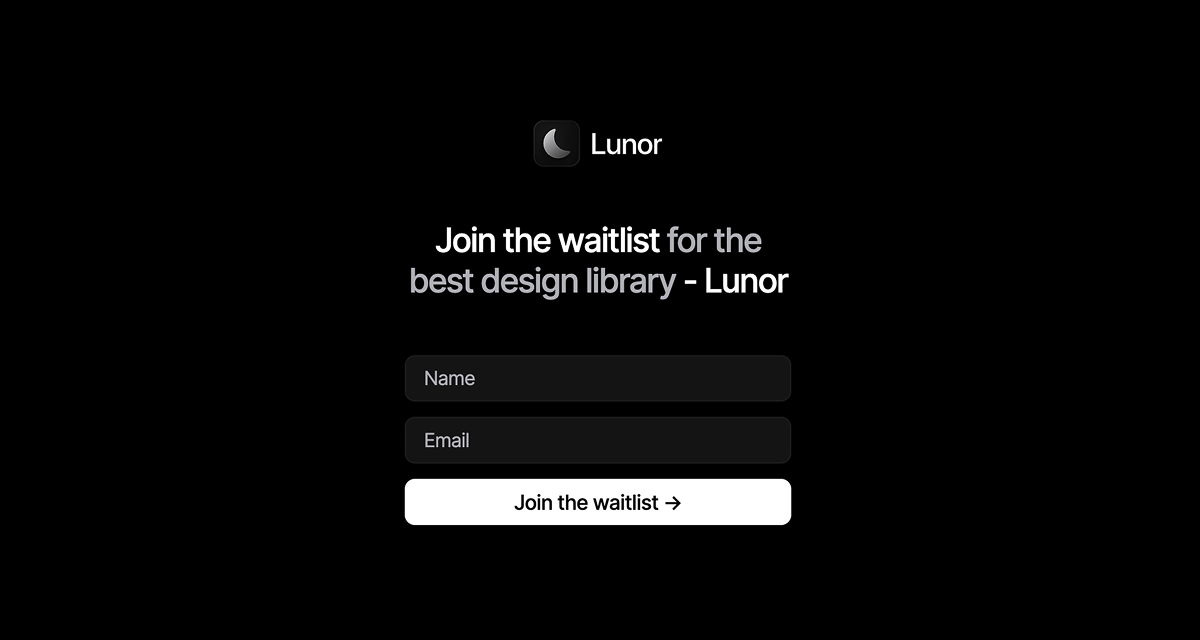 Lunor
Join the waitlist for the
best design library - Lunor
Name
Email
Join the waitlist →